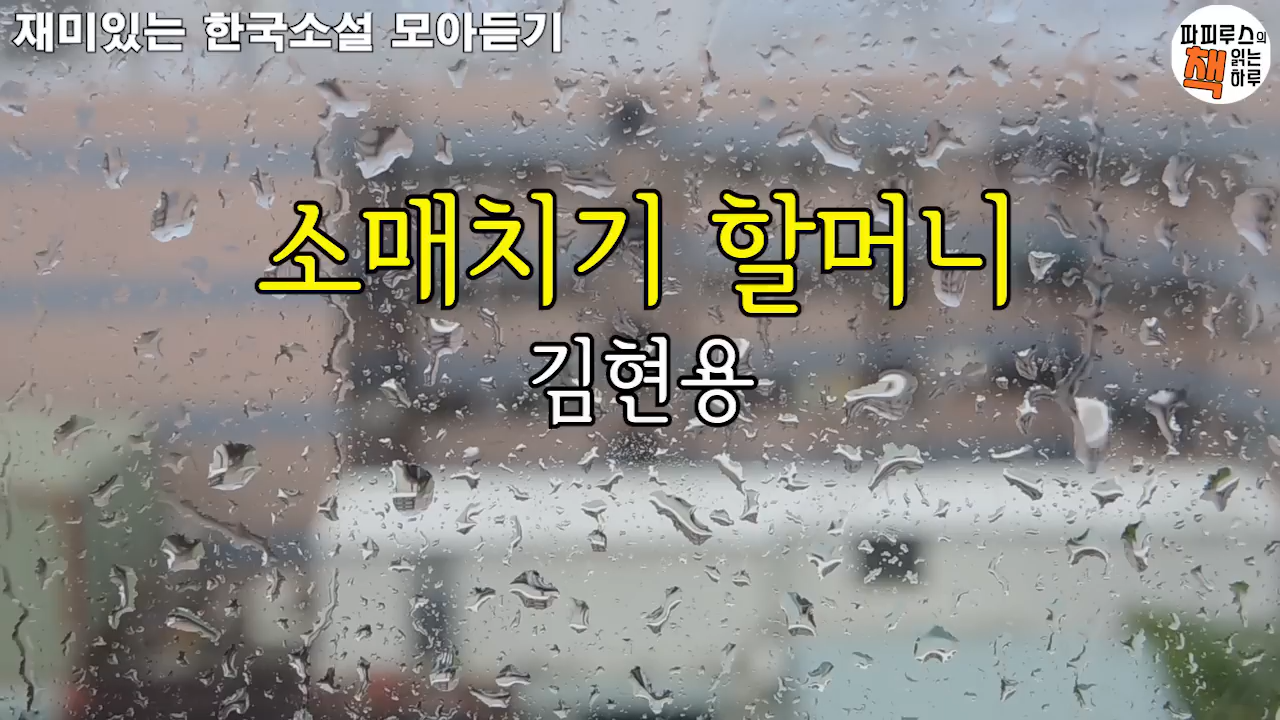 재미있는 한국소설 모아듣기
파피루스의
책 읽는
하루
소매치기 할머니
김현용